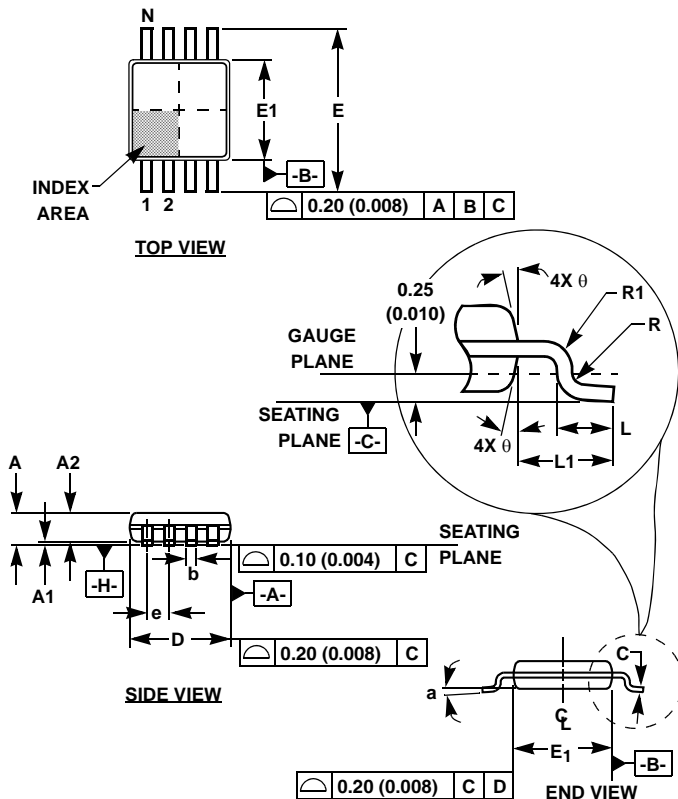 N
E1
E
-B-
INDEX
AREA
1 2
0.20 (0.008) A B C
TOP VIEW
0.25
(0.010)
4X θ
R1
R
GAUGE
PLANE
SEATING
PLANE
-C-
4X θ
L
L1
A A2
SEATING
PLANE
0.10 (0.004) C
-H-
b
A1
-A-
e
D
0.20 (0.008) C
SIDE VIEW
C
a
CL
E1
-B-
0.20 (0.008) C D
END VIEW